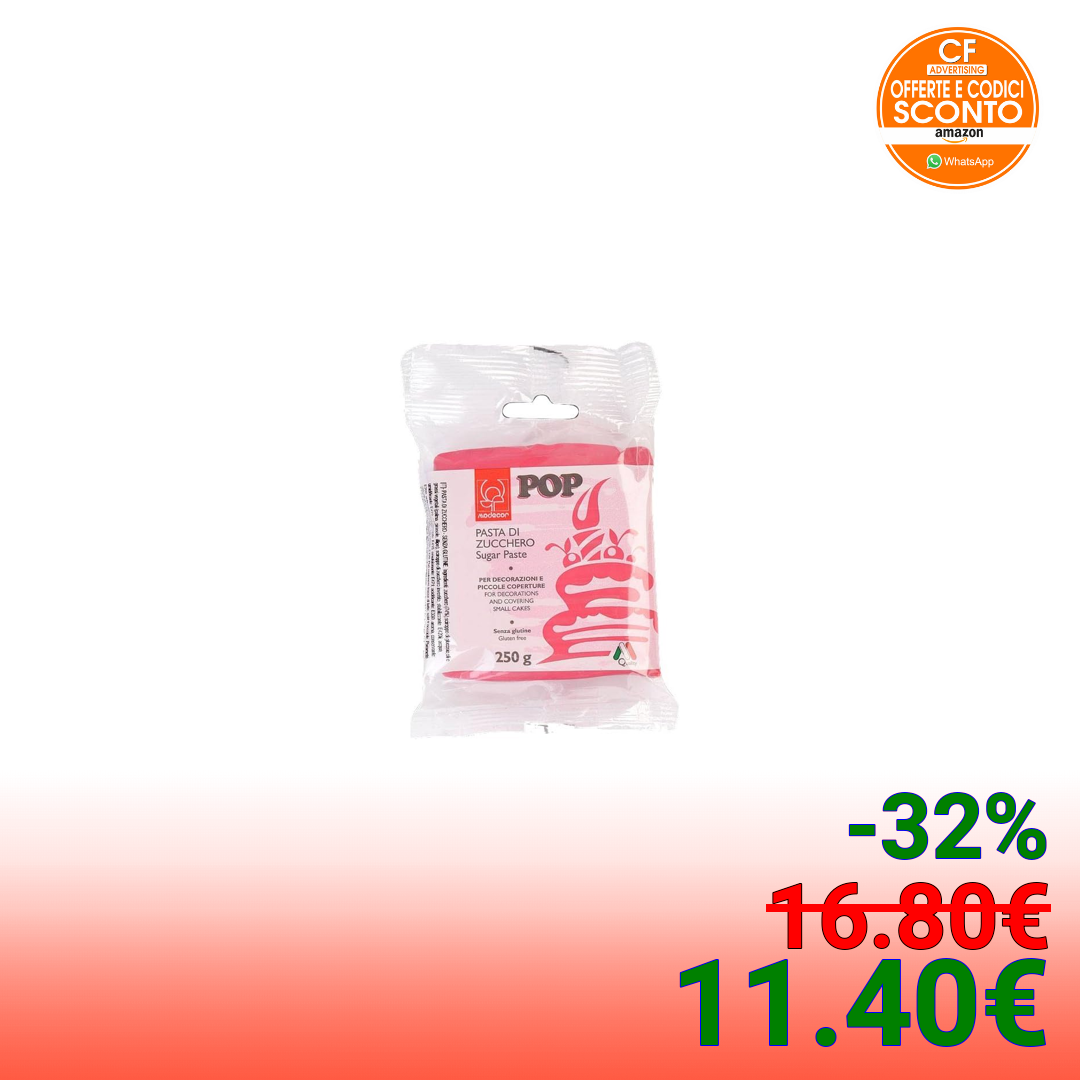 CF
ADVERTISING
OFFERTE E CODICI
SCONTO
amazon
WhatsApp
POP
modecor
PASTA DI
ZUCCHERO
Sugar Paste
PER DECORAZIONI E
PICCOLE COPERTURE
FOR DECORATIONS
AND COVERING
SMALL CAKES
Senza glutine
Gluten free
250 g
-32%
16.80€
11.40€